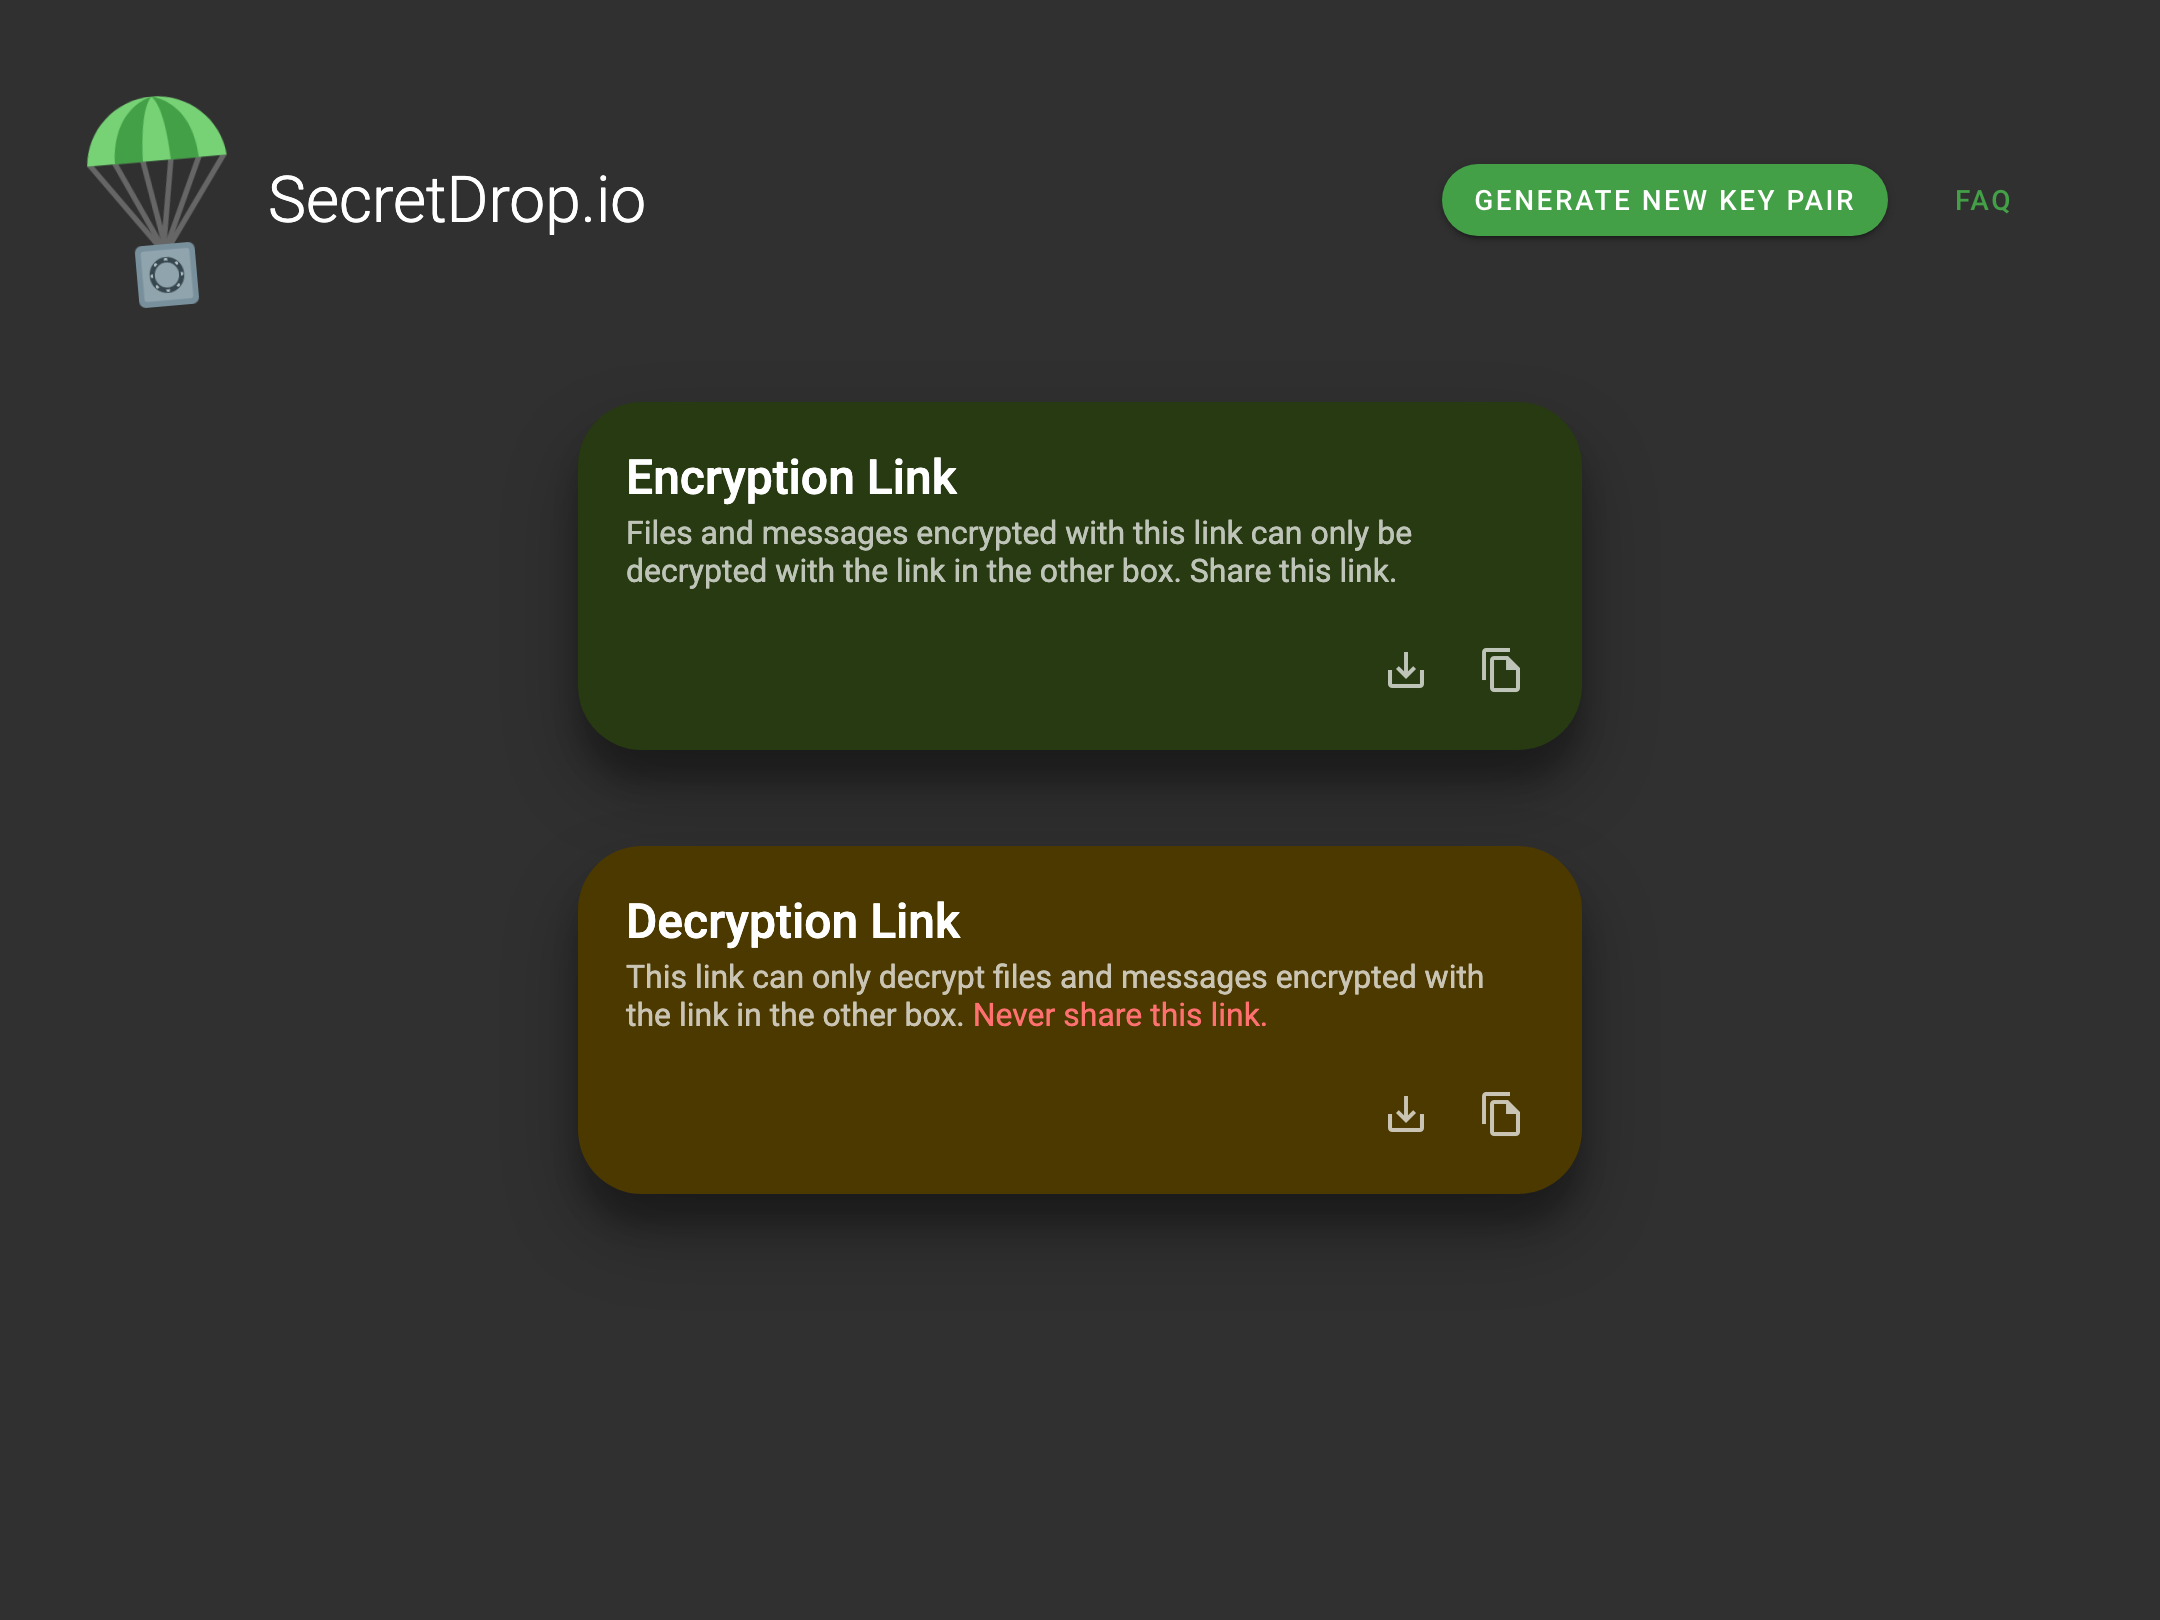 SecretDrop.io
GENERATE NEW KEY PAIR
FAQ
Encryption Link
Files and messages encrypted with this link can only be
decrypted with the link in the other box. Share this link.
Decryption Link
This link can only decrypt files and messages encrypted with
the link in the other box. Never share this link.